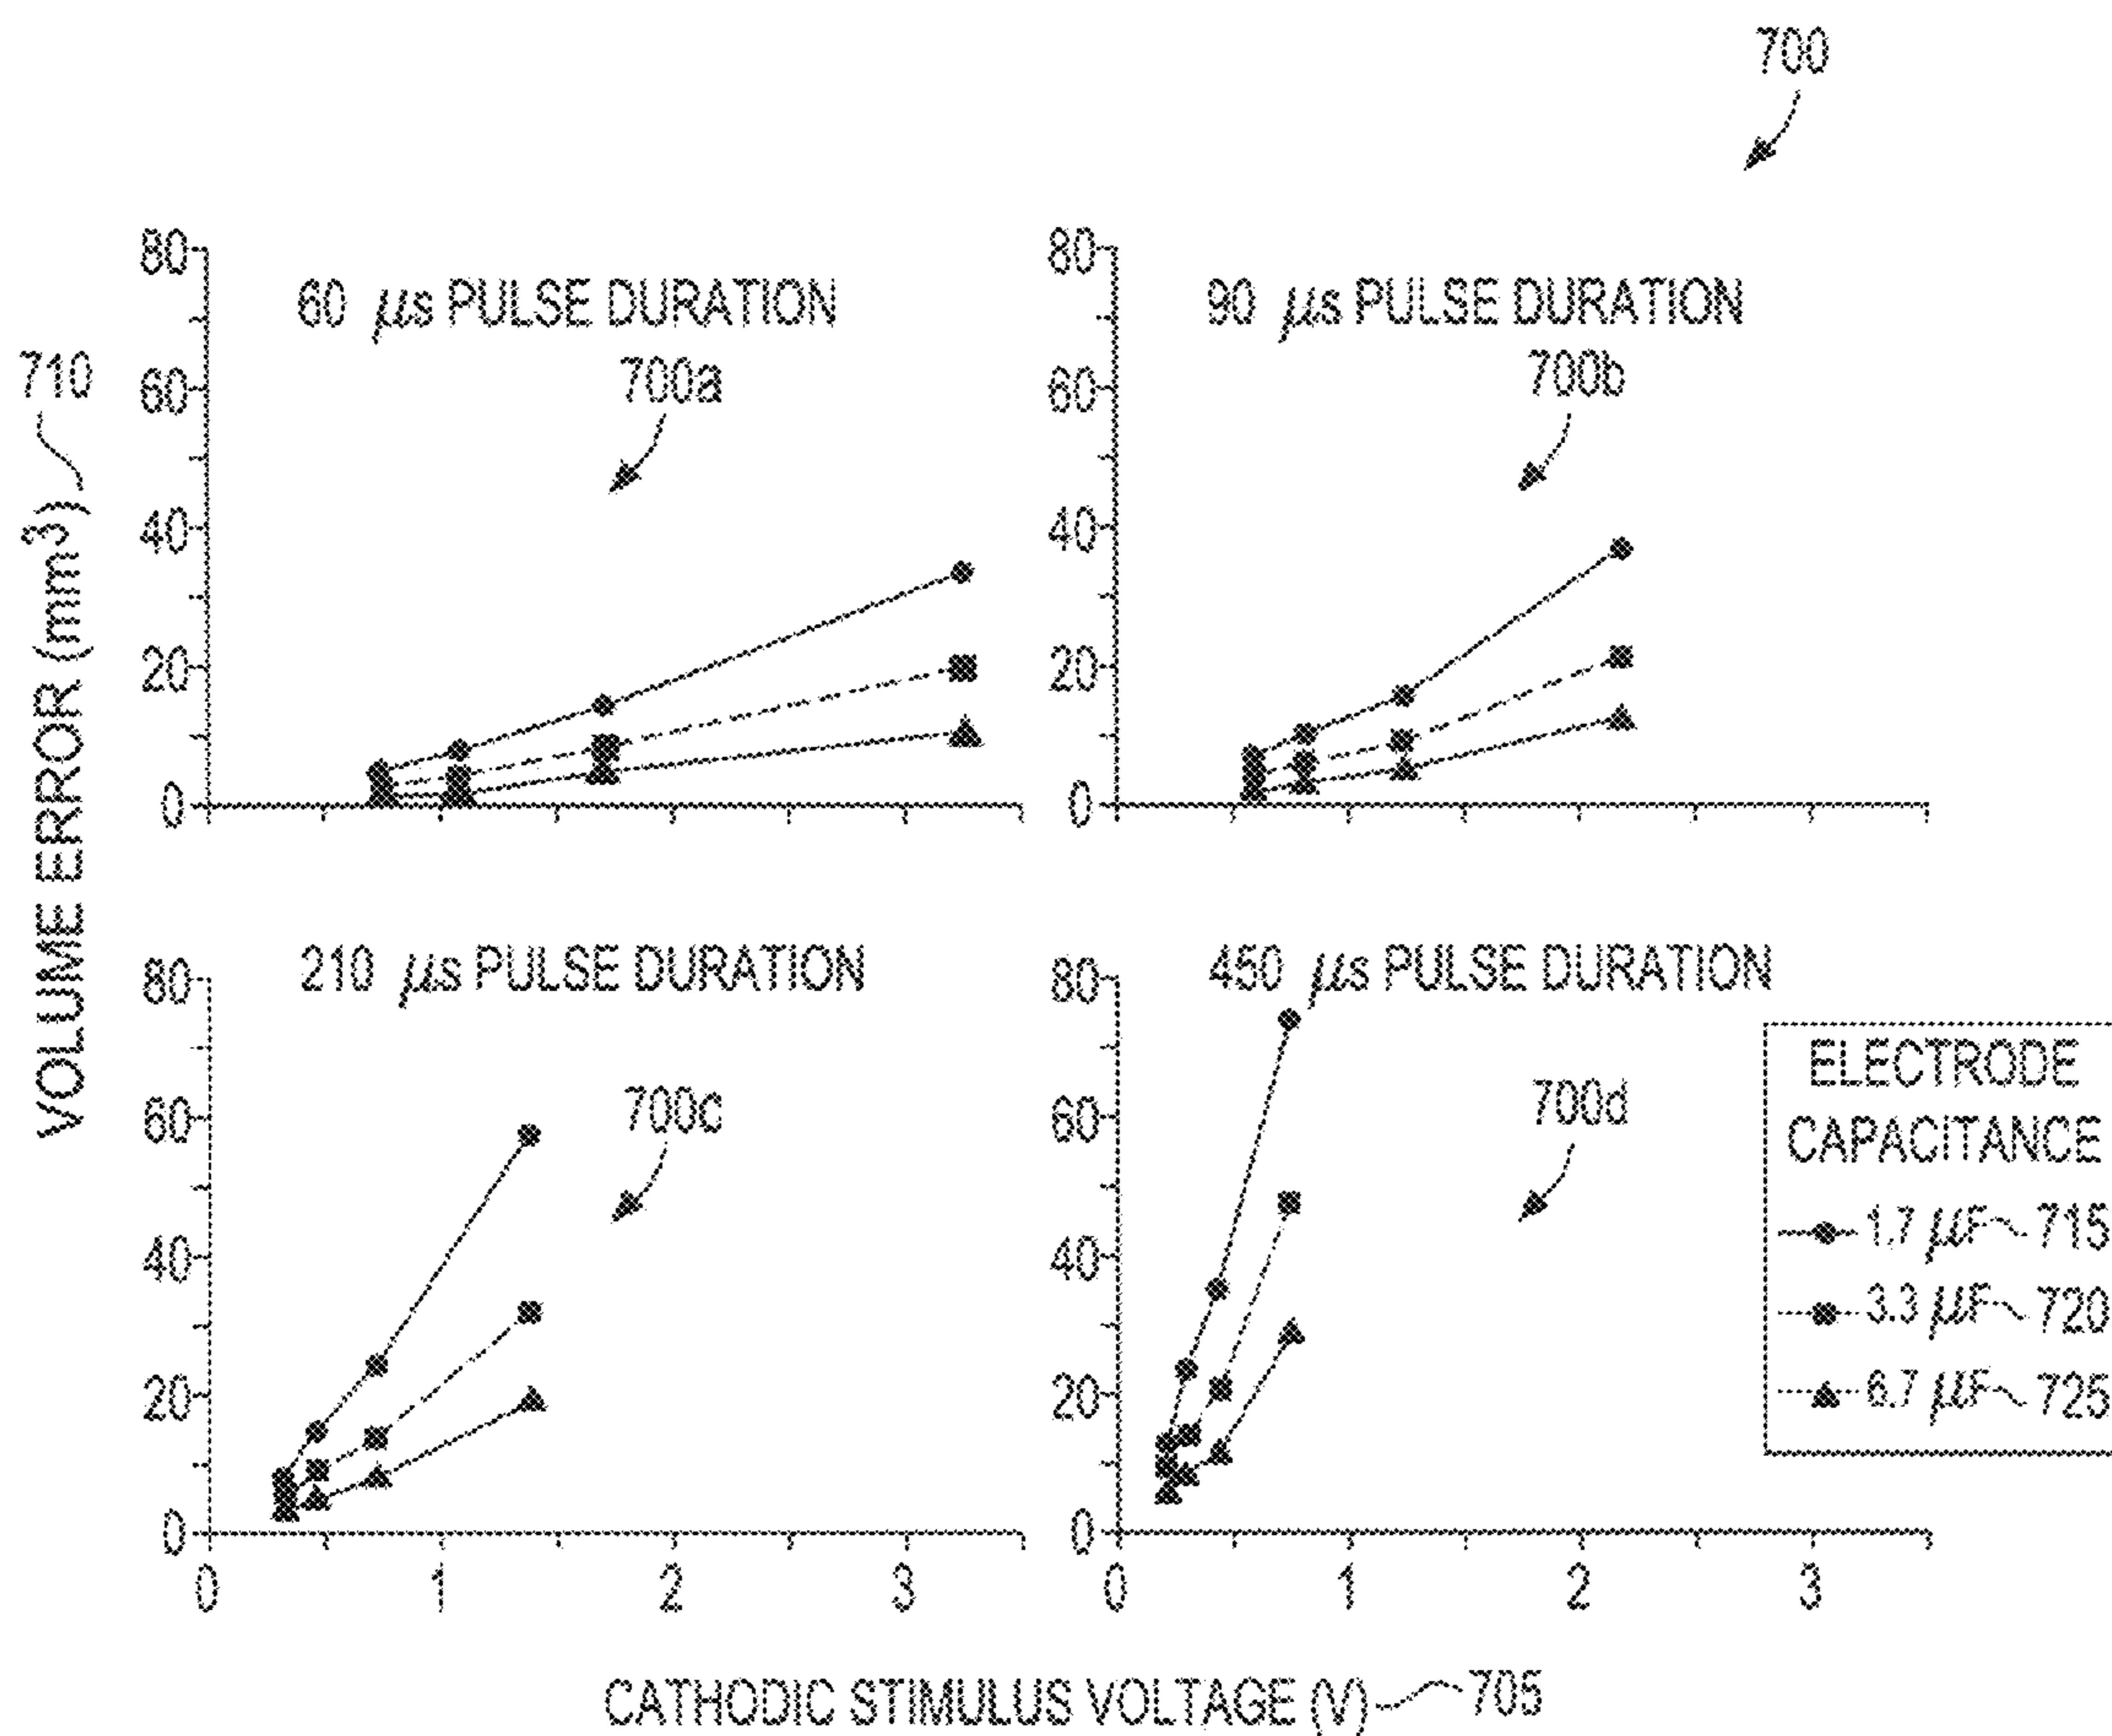 700
80
60 μs PULSE DURATION
700a
60
40
20
0
80
90 μs PULSE DURATION
700b
60
40
20
0
710
VOLUME ERROR (mm³)
80
210 μs PULSE DURATION
700c
60
40
20
0
0 1 2 3
80
450 μs PULSE DURATION
700d
60
40
20
0
0 1 2 3
ELECTRODE
CAPACITANCE
1.7 μF 715
3.3 μF 720
6.7 μF 725
CATHODIC STIMULUS VOLTAGE (V) 705